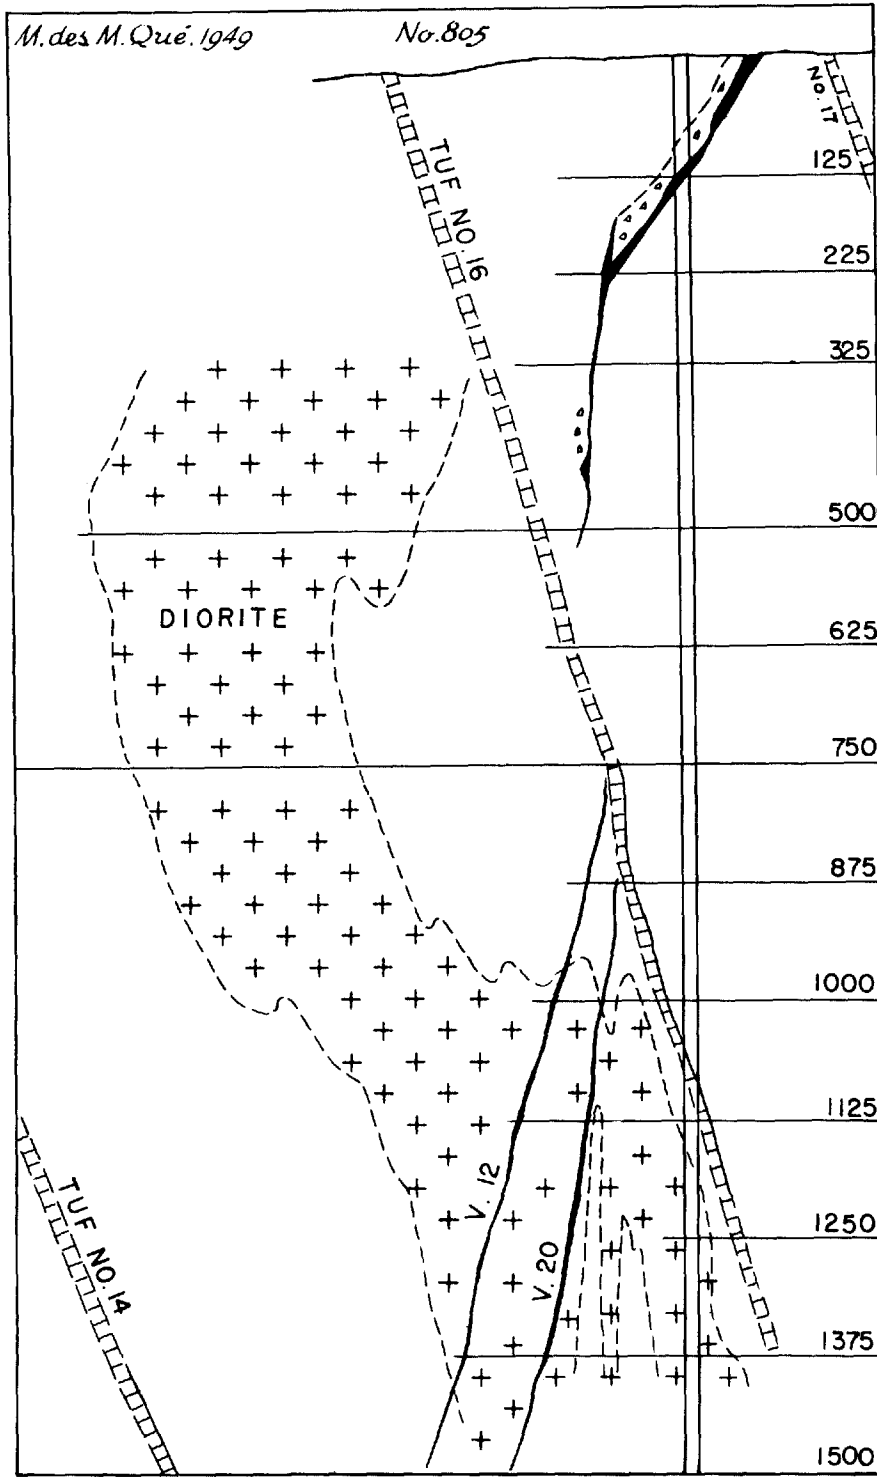 M. des M. Qué. 1949 No. 805
No. 17
TUF NO. 16
125
225
325
500
DIORITE
625
750
875
1000
1125
V. 12
TUF NO. 14
V. 20
1250
1375
1500